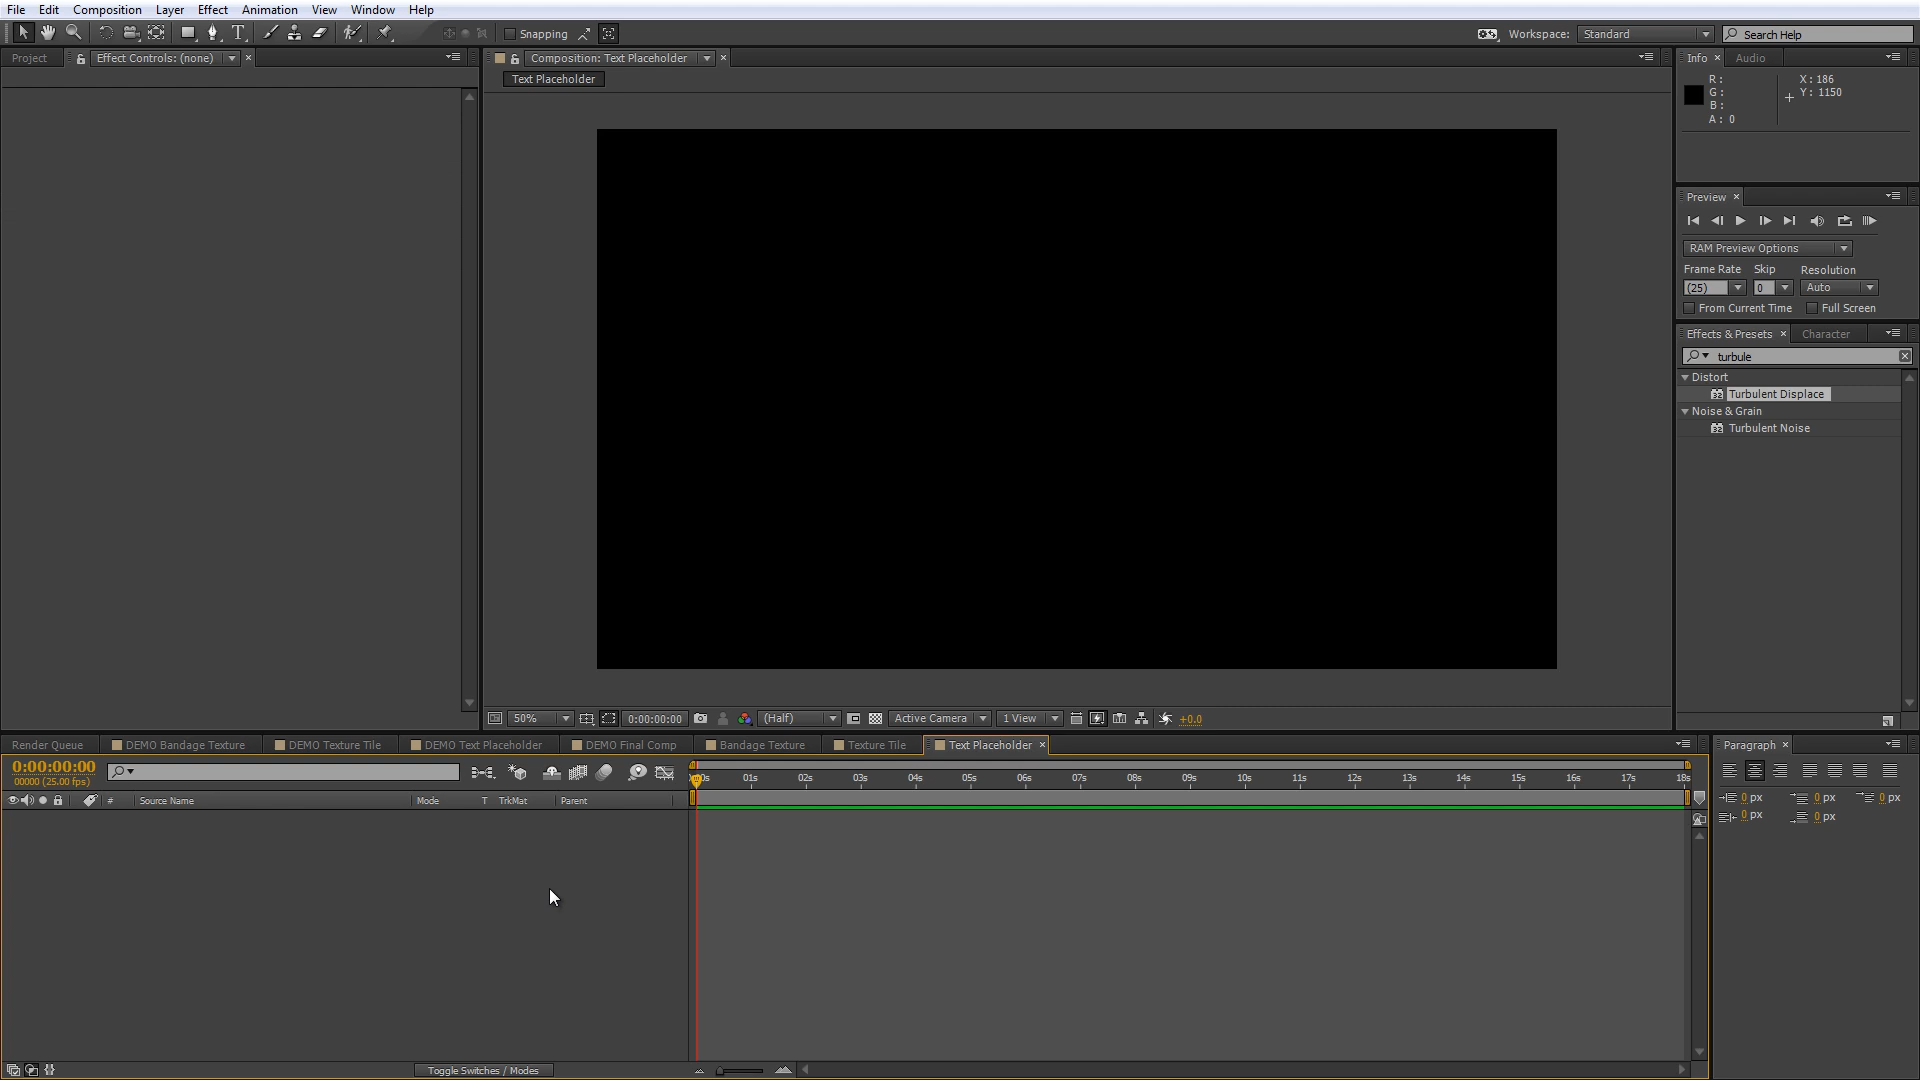 File Edit Composition Layer Effect Animation View Window Help
Snapping
Workspace: Standard
Search Help
Project
Effect Controls: (none)
Composition: Text Placeholder
Text Placeholder
Info
Audio
R :
G :
B :
A : 0
X : 186
Y : 1150
Preview
RAM Preview Options
Frame Rate Skip Resolution
(25) 0 Auto
From Current Time Full Screen
Effects & Presets Character
turbule
Distort
32 Turbulent Displace
Noise & Grain
32 Turbulent Noise
50% 0:00:00:00 (Half) Active Camera 1 View +0.0
Render Queue DEMO Bandage Texture DEMO Texture Tile DEMO Text Placeholder DEMO Final Comp Bandage Texture Texture Tile Text Placeholder
Paragraph
0:00:00:00
00000 (25.00 fps)
0s 01s 02s 03s 04s 05s 06s 07s 08s 09s 10s 11s 12s 13s 14s 15s 16s 17s 18s
# Source Name Mode T TrkMat Parent
0 px 0 px 0 px
0 px 0 px
Toggle Switches / Modes